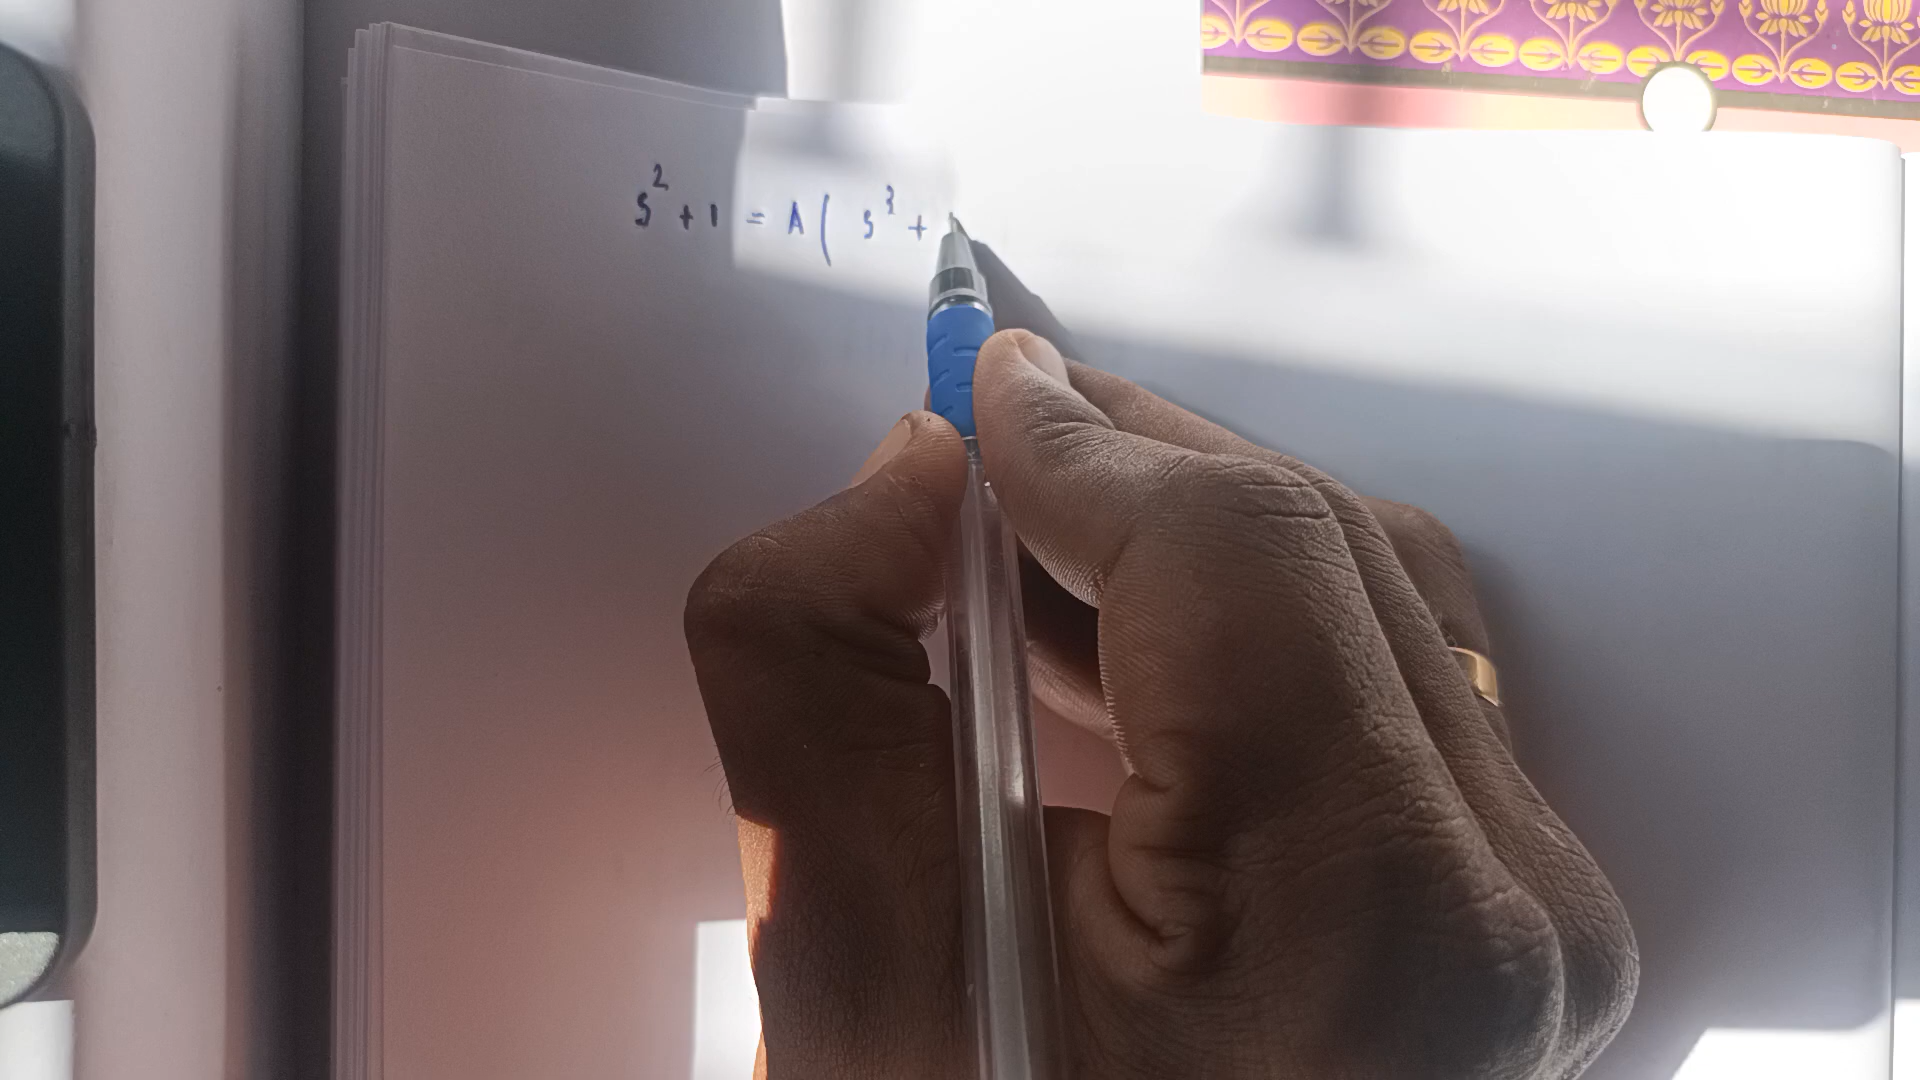 s² + 1 = A ( s³ +